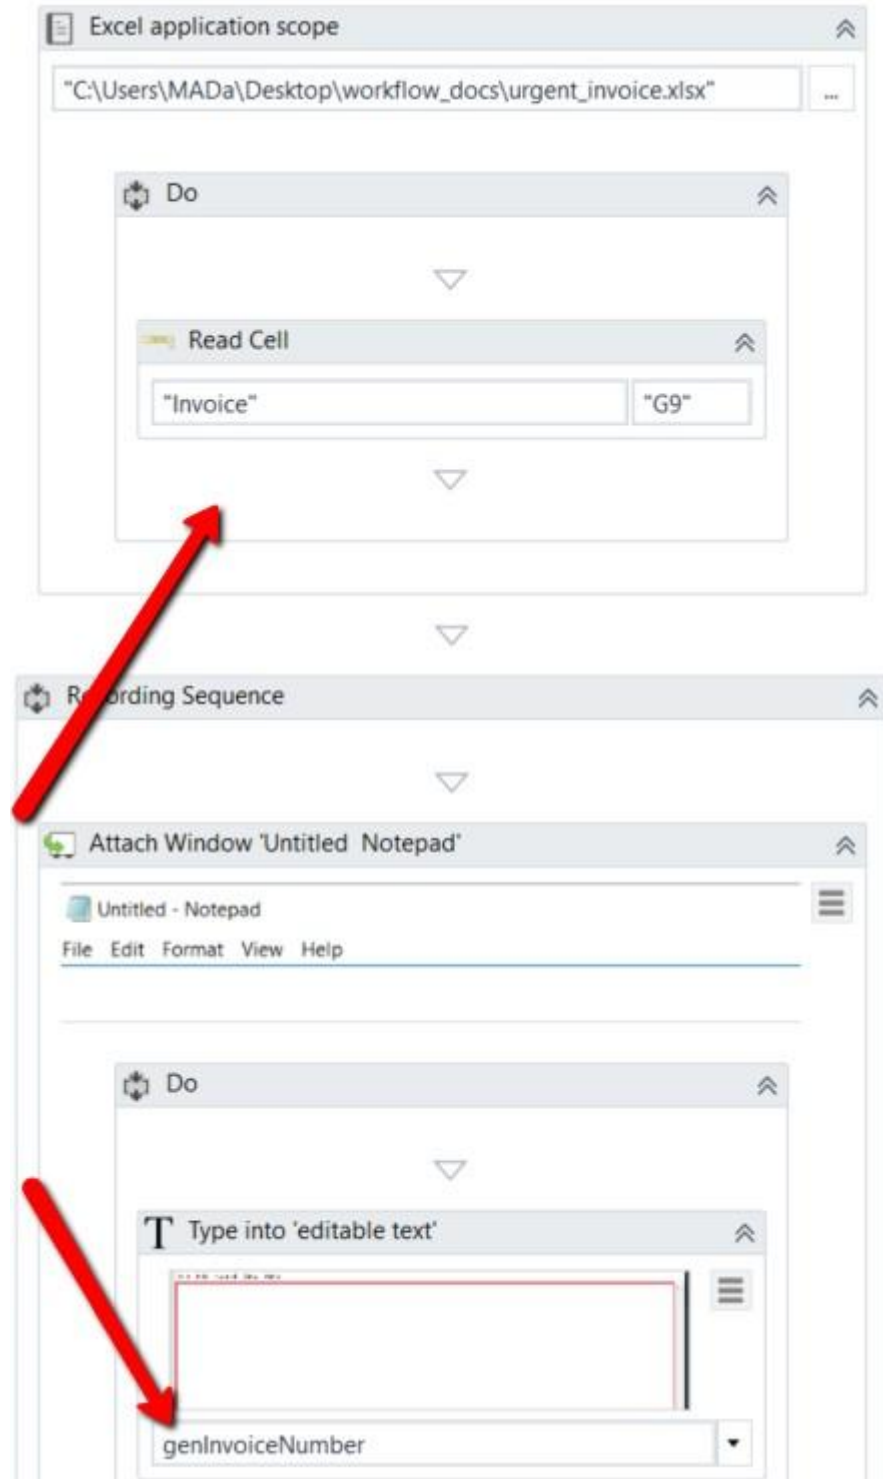 Excel application scope
"C:\Users\MADa\Desktop\workflow_docs\urgent_invoice.xlsx"
...
Do
Read Cell
"Invoice" "G9"
Sequence
Attach Window 'Untitled Notepad'
Untitled - Notepad
File Edit Format View Help
Do
T Type into 'editable text'
genInvoiceNumber